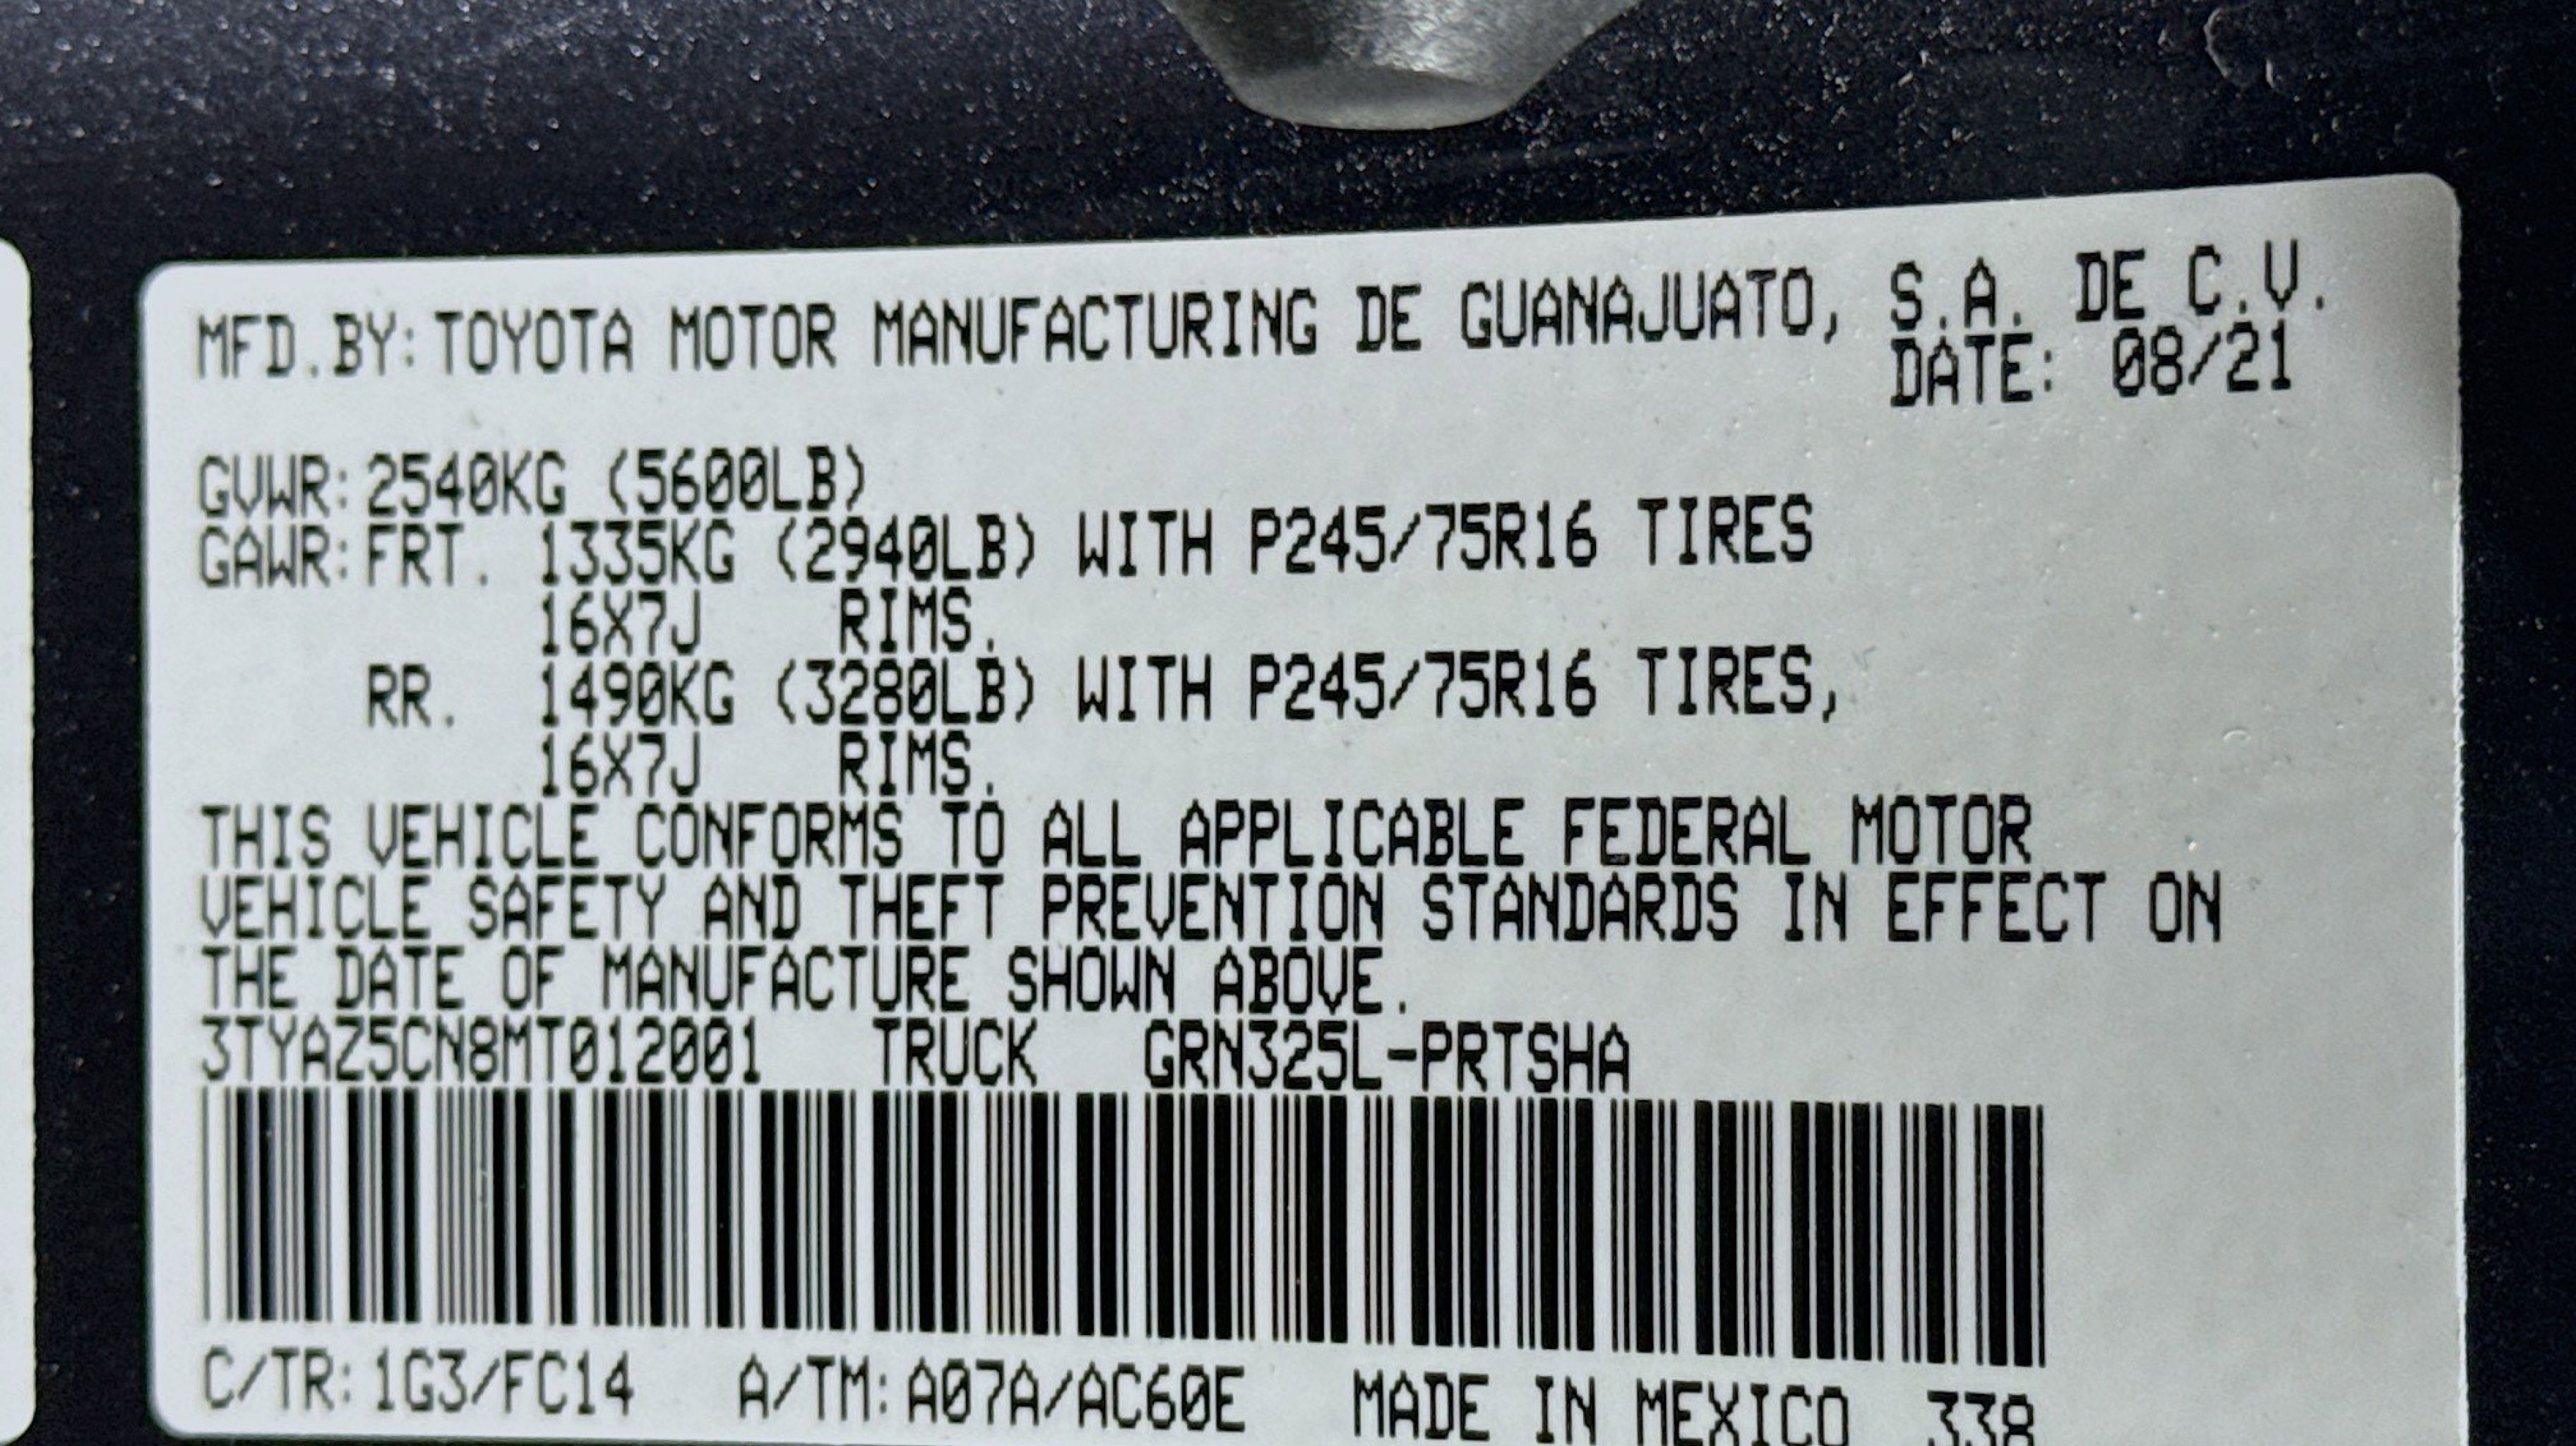 MFD.BY:TOYOTA MOTOR MANUFACTURING DE GUANAJUATO, S.A. DE C.V.
DATE: 08/21
GVWR:2540KG (5600LB)
GAWR:FRT. 1335KG (2940LB) WITH P245/75R16 TIRES
16X7J RIMS.
RR. 1490KG (3280LB) WITH P245/75R16 TIRES,
16X7J RIMS.
THIS VEHICLE CONFORMS TO ALL APPLICABLE FEDERAL MOTOR
VEHICLE SAFETY AND THEFT PREVENTION STANDARDS IN EFFECT ON
THE DATE OF MANUFACTURE SHOWN ABOVE.
3TYAZ5CN8MT012001 TRUCK GRN325L-PRTSHA
C/TR:1G3/FC14 A/TM:A07A/AC60E MADE IN MEXICO 338